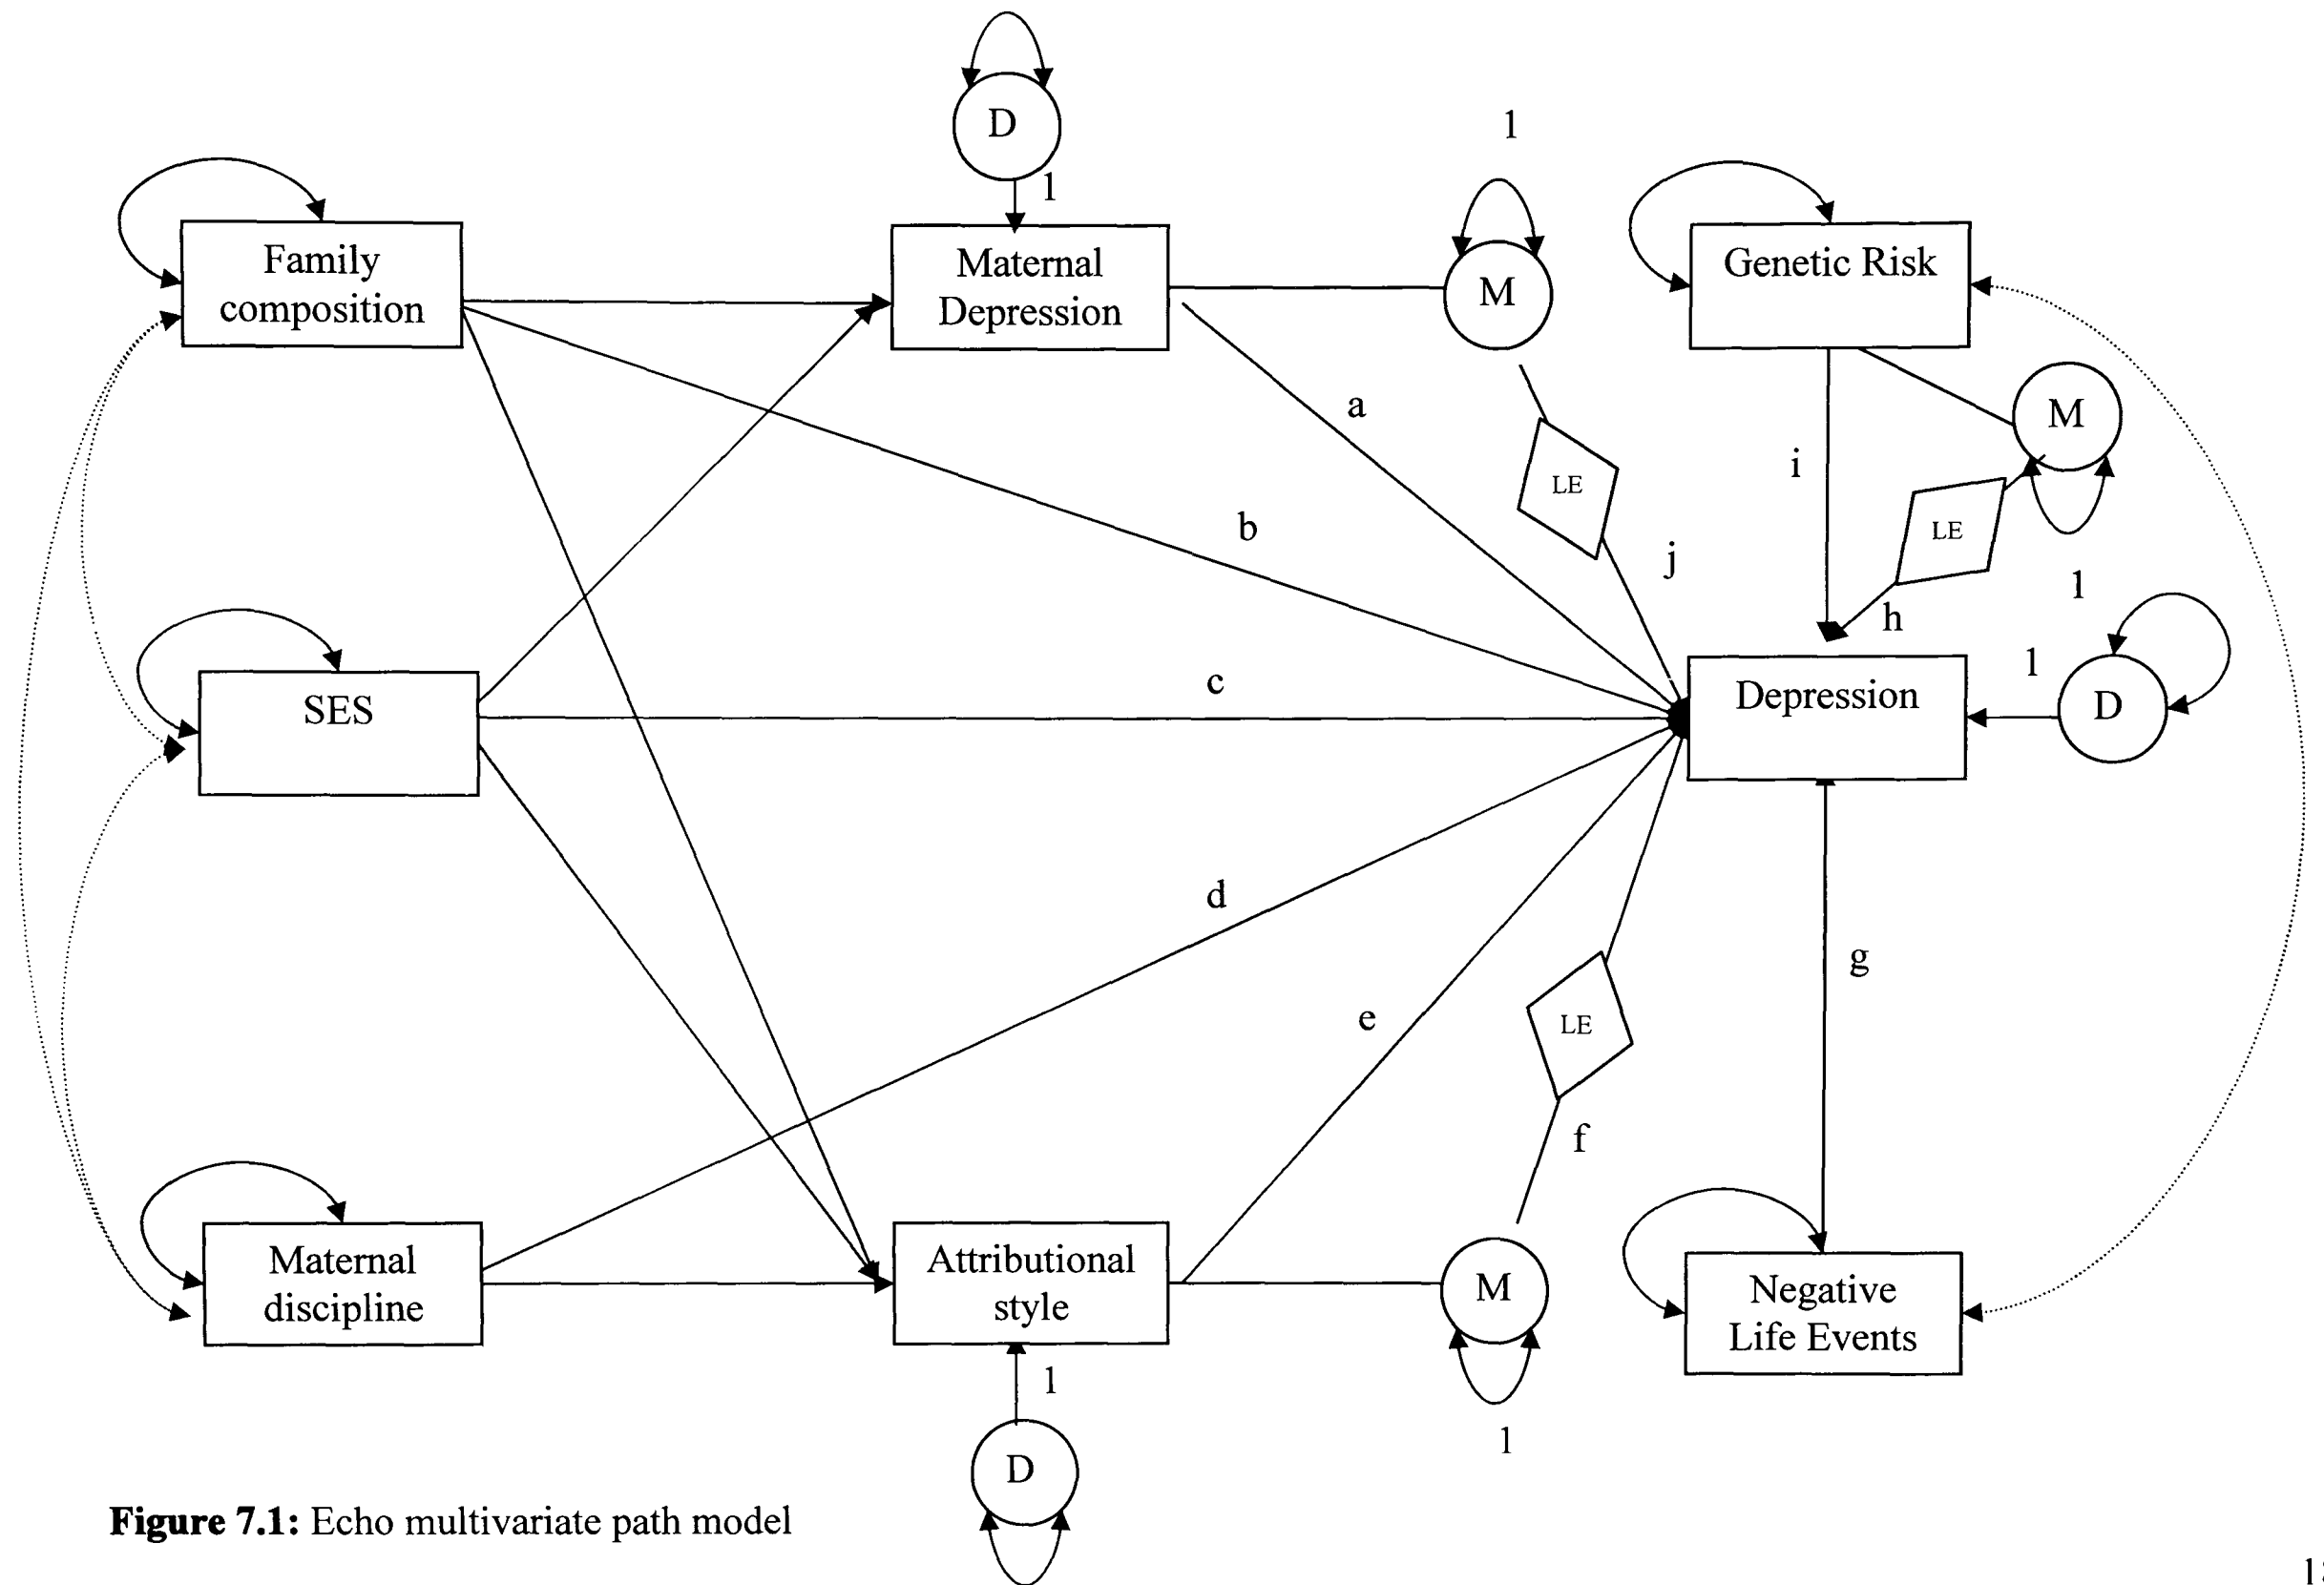 D
1
1
Family
composition
Maternal
Depression
M
Genetic Risk
M
a
i
LE
LE
b
j
h
1
1
c
SES
Depression
D
d
g
e
LE
f
Maternal
discipline
Attributional
style
M
Negative
Life Events
1
1
D
Figure 7.1: Echo multivariate path model